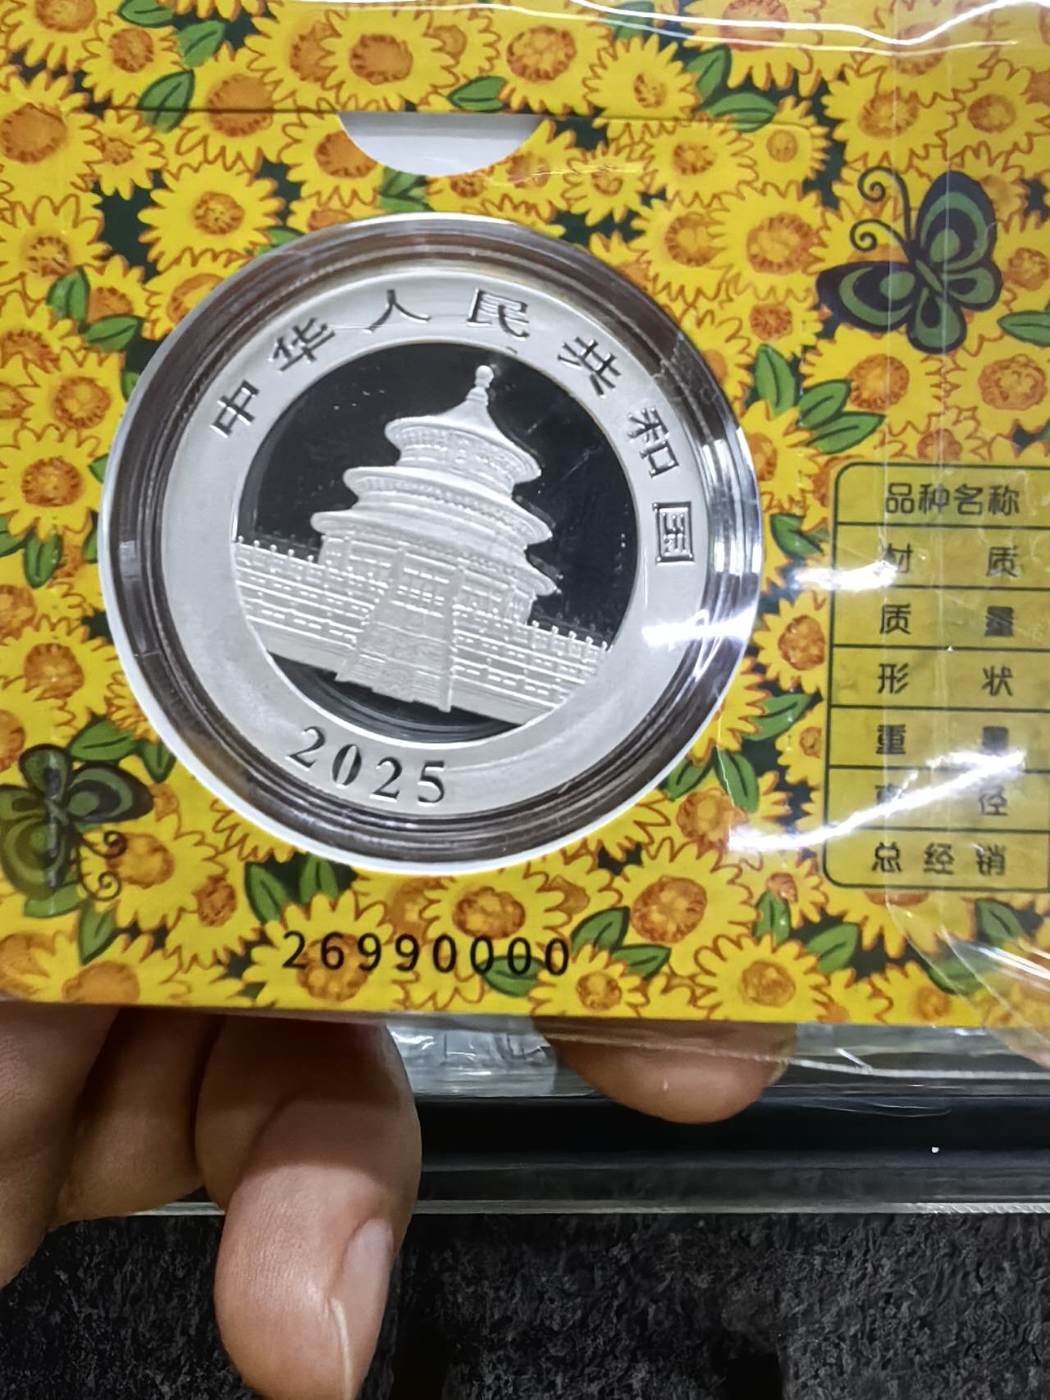 中华人民共和国
2025
品种名称
材 质
质 量
形 状
重 量
直 径
总经销
26990000